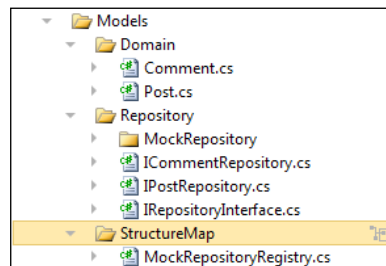 Models
Domain
Comment.cs
Post.cs
Repository
MockRepository
ICommentRepository.cs
IPostRepository.cs
IRepositoryInterface.cs
StructureMap
MockRepositoryRegistry.cs